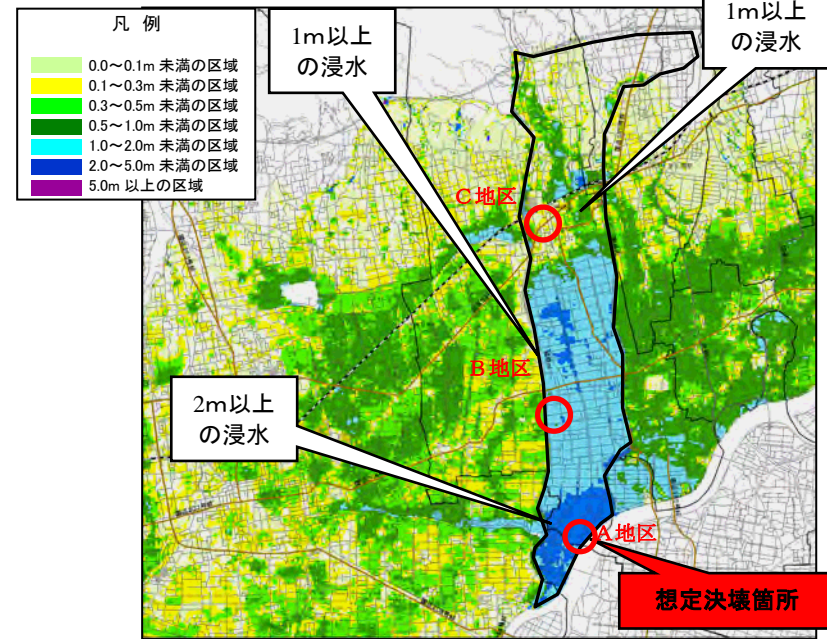 凡 例
0.0～0.1m 未満の区域
0.1～0.3m 未満の区域
0.3～0.5m 未満の区域
0.5～1.0m 未満の区域
1.0～2.0m 未満の区域
2.0～5.0m 未満の区域
5.0m 以上の区域
1m以上
の浸水
1m以上
の浸水
C地区
B地区
2m以上
の浸水
A地区
想定決壊箇所